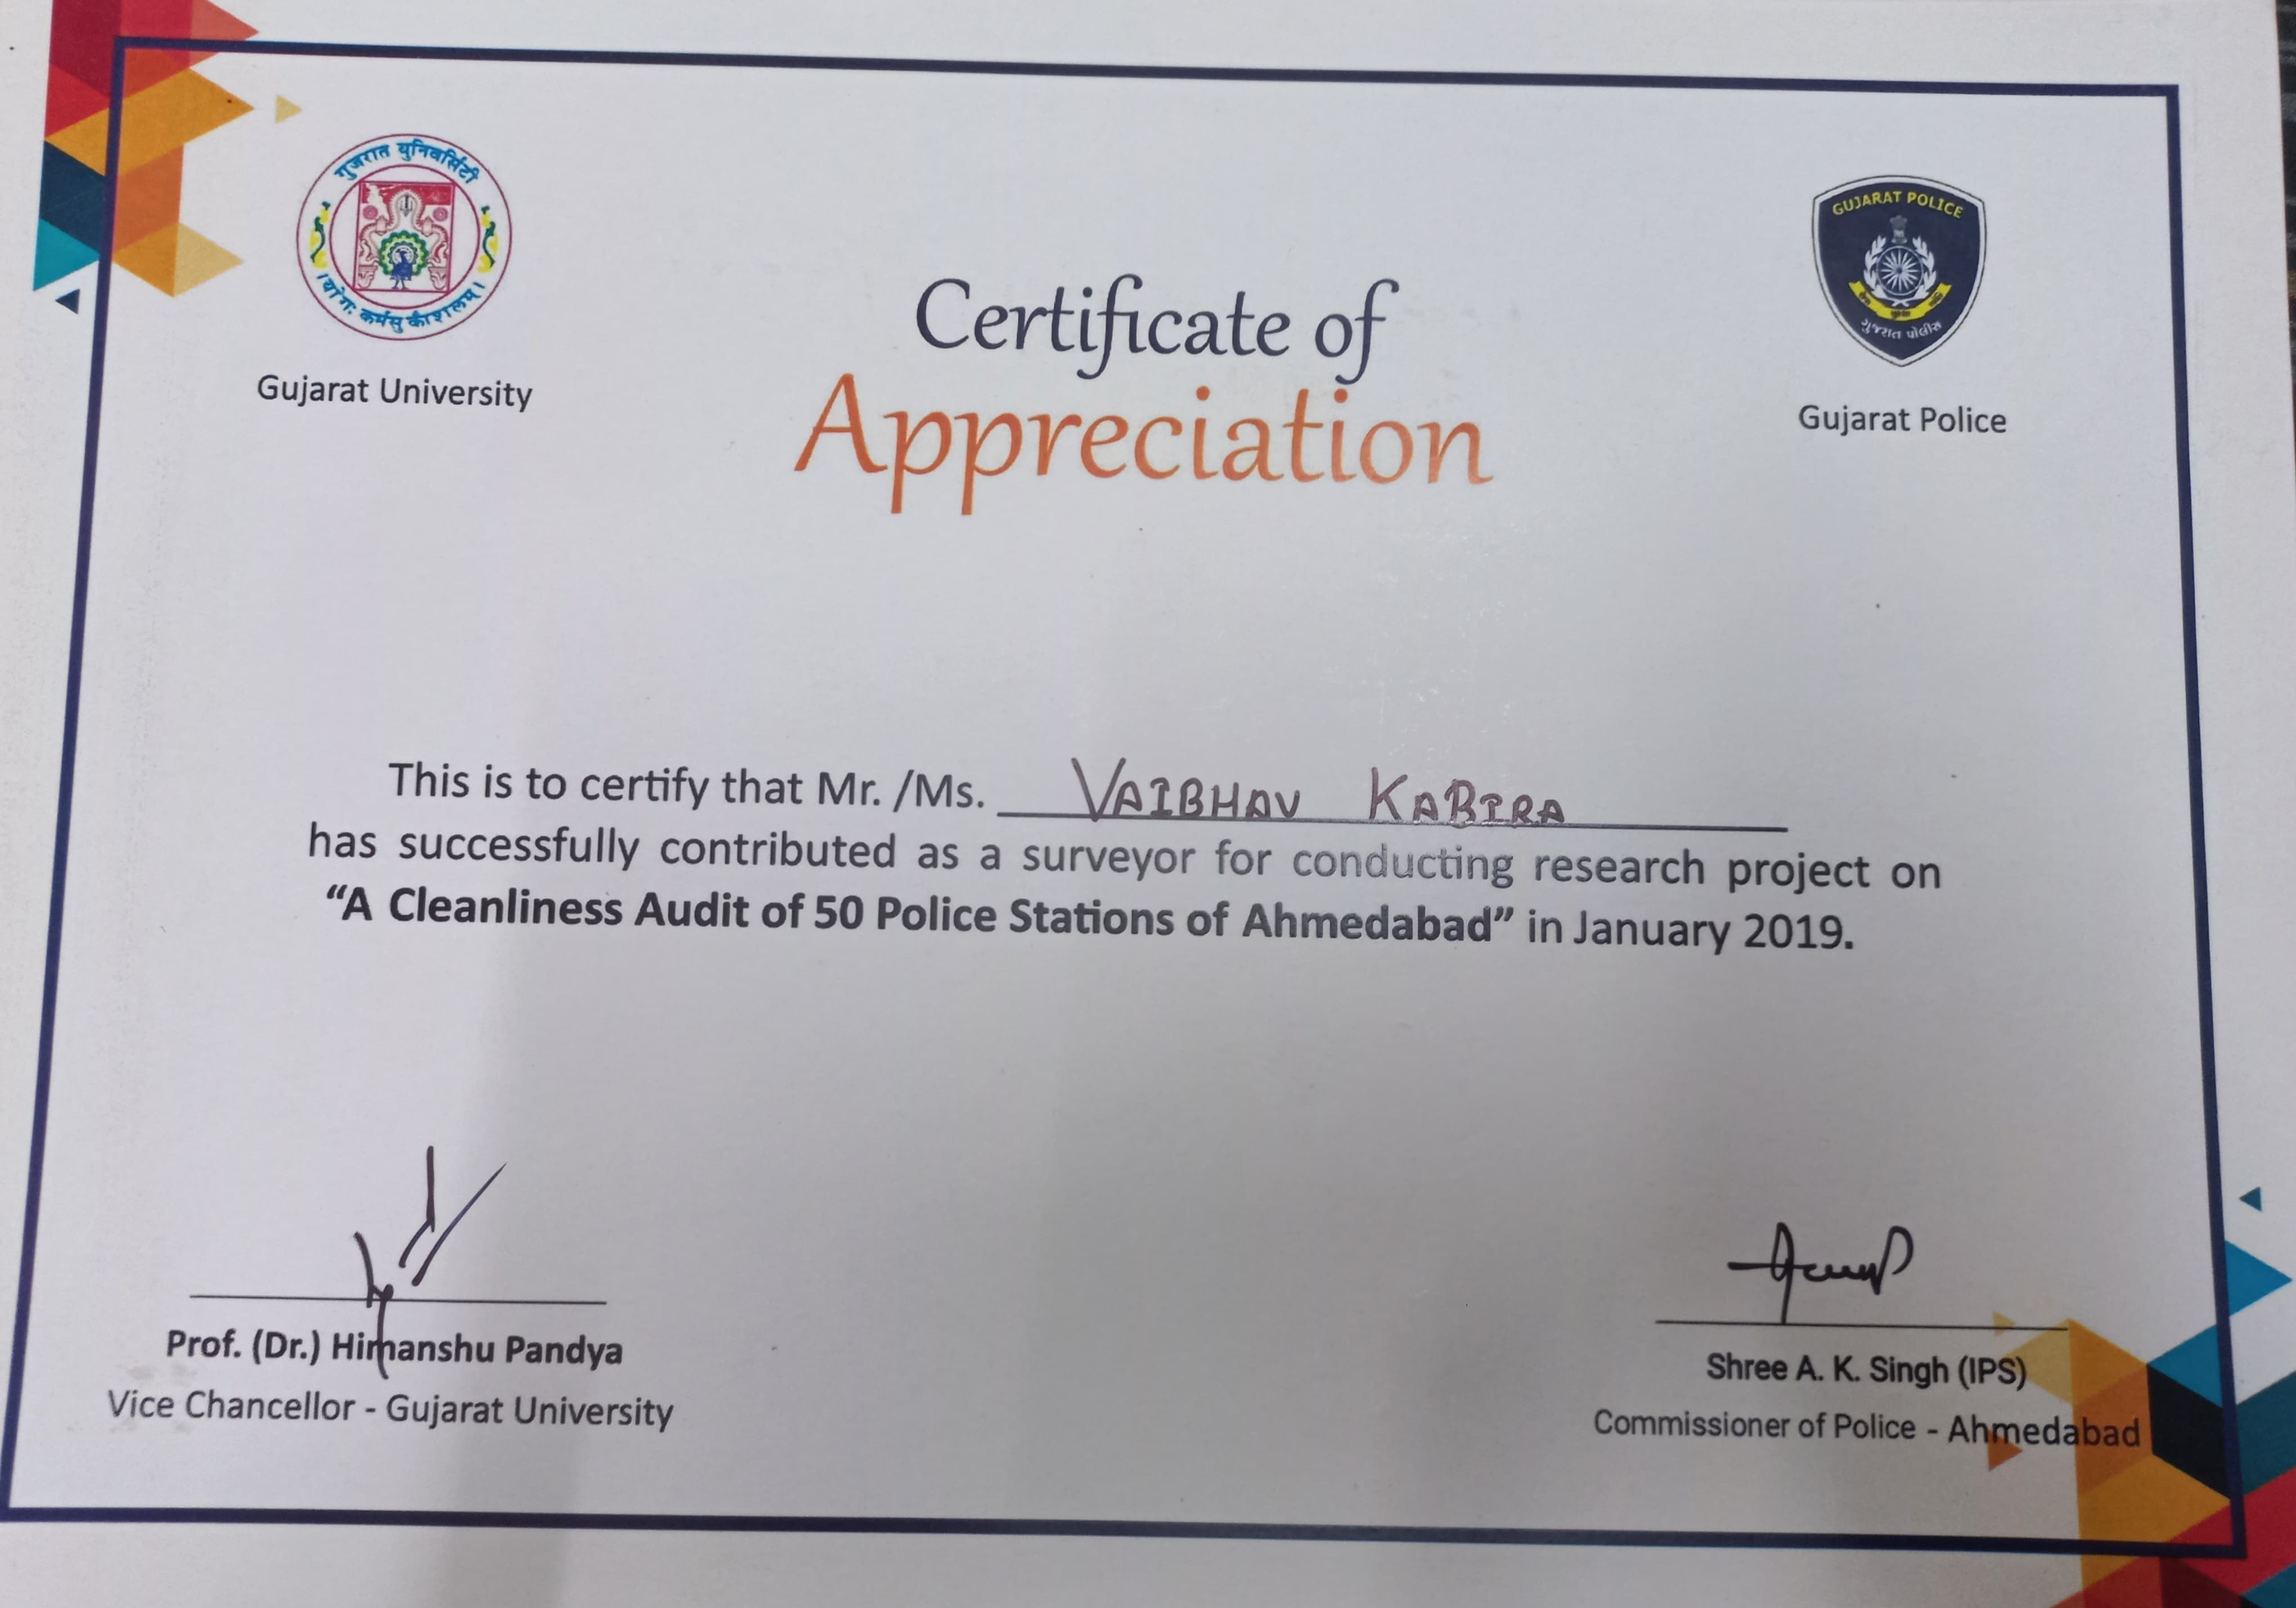 गुजरात युनिवर्सिटी
। योगः कर्मसु कौशलम् ।
Gujarat University
GUJARAT POLICE
ગુજરાત પોલીસ
Gujarat Police
Certificate of
Appreciation
This is to certify that Mr. /Ms. VAIBHAV KABIRA
has successfully contributed as a surveyor for conducting research project on
“A Cleanliness Audit of 50 Police Stations of Ahmedabad” in January 2019.
Prof. (Dr.) Himanshu Pandya
Vice Chancellor - Gujarat University
Shree A. K. Singh (IPS)
Commissioner of Police - Ahmedabad